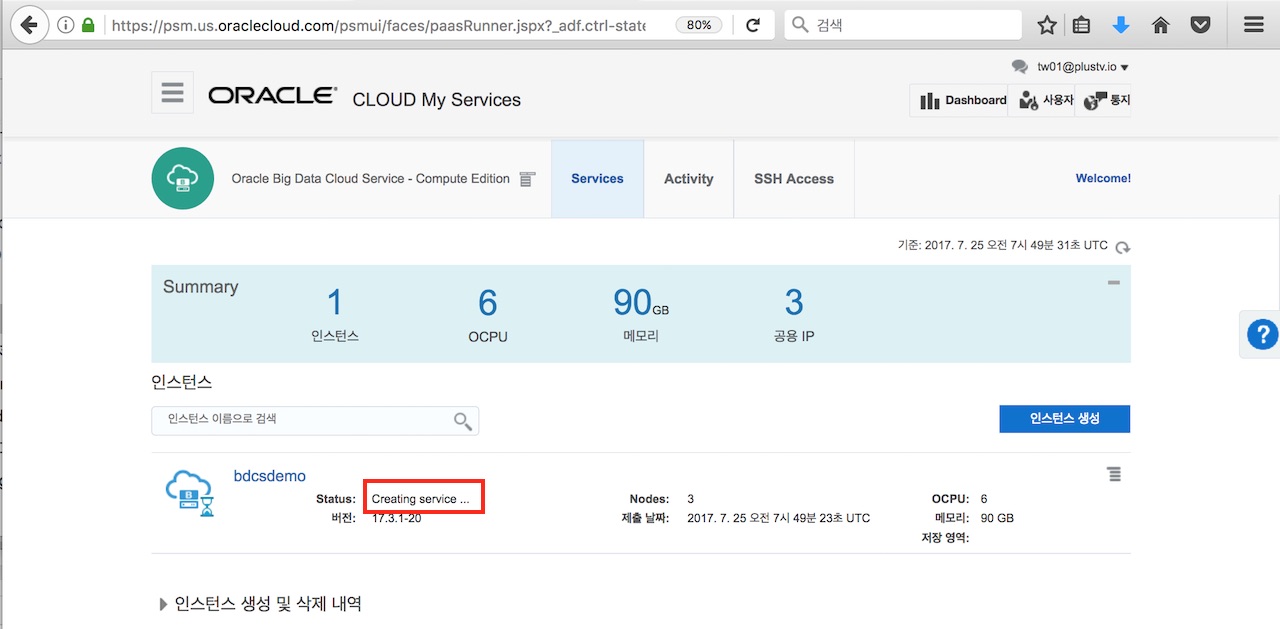 https://psm.us.oraclecloud.com/psmui/faces/paasRunner.jspx?_adf.ctrl-state
80%
검색
tw01@plustv.io
ORACLE CLOUD My Services
Dashboard 사용자 통지
Oracle Big Data Cloud Service - Compute Edition
Services Activity SSH Access
Welcome!
기준: 2017. 7. 25 오전 7시 49분 31초 UTC
Summary
1 6 90GB 3
인스턴스 OCPU 메모리 공용 IP
?
인스턴스
인스턴스 이름으로 검색
인스턴스 생성
bdcsdemo
Status: Creating service ... Nodes: 3 OCPU: 6
버전: 17.3.1-20 제출 날짜: 2017. 7. 25 오전 7시 49분 23초 UTC 메모리: 90 GB
저장 영역:
인스턴스 생성 및 삭제 내역